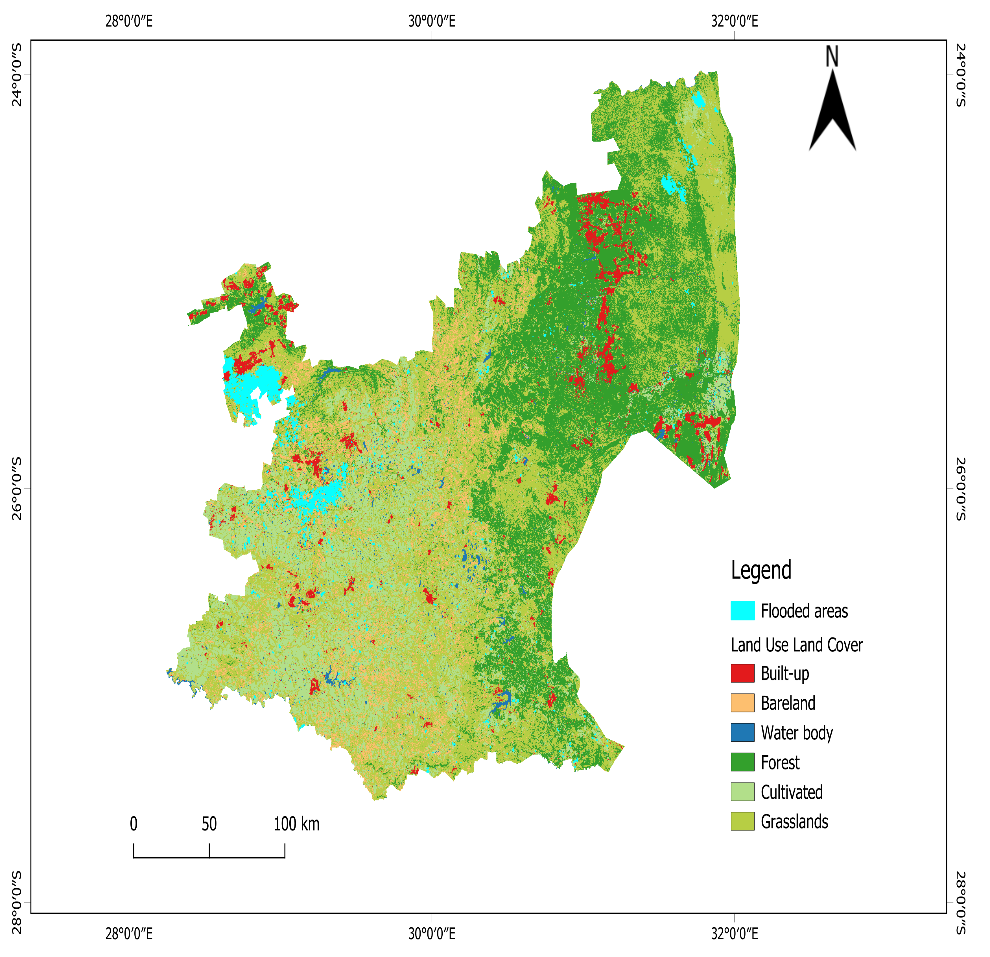 28°0'0"E 30°0'0"E 32°0'0"E
24°0'0"S 24°0'0"S
N
26°0'0"S 26°0'0"S
Legend
Flooded areas
Land Use Land Cover
Built-up
Bareland
Water body
Forest
Cultivated
Grasslands
0 50 100 km
28°0'0"S 28°0'0"S
28°0'0"E 30°0'0"E 32°0'0"E